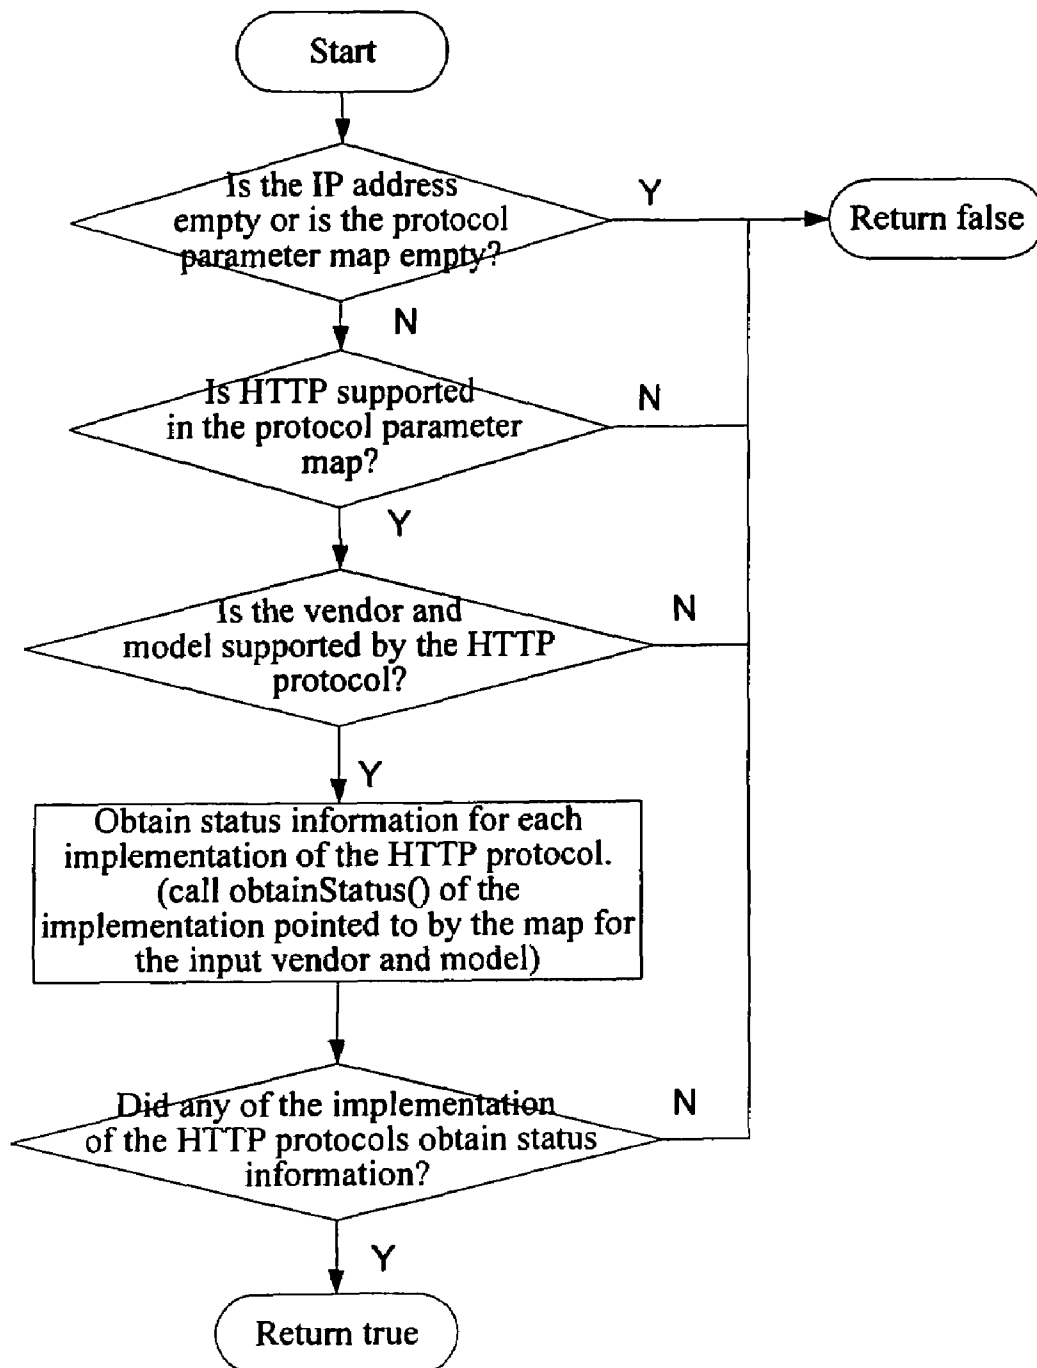 Start
Is the IP address
empty or is the protocol
parameter map empty?
Y
Return false
N
Is HTTP supported
in the protocol parameter
map?
N
Y
Is the vendor and
model supported by the HTTP
protocol?
N
Y
Obtain status information for each
implementation of the HTTP protocol.
(call obtainStatus() of the
implementation pointed to by the map for
the input vendor and model)
Did any of the implementation
of the HTTP protocols obtain status
information?
N
Y
Return true